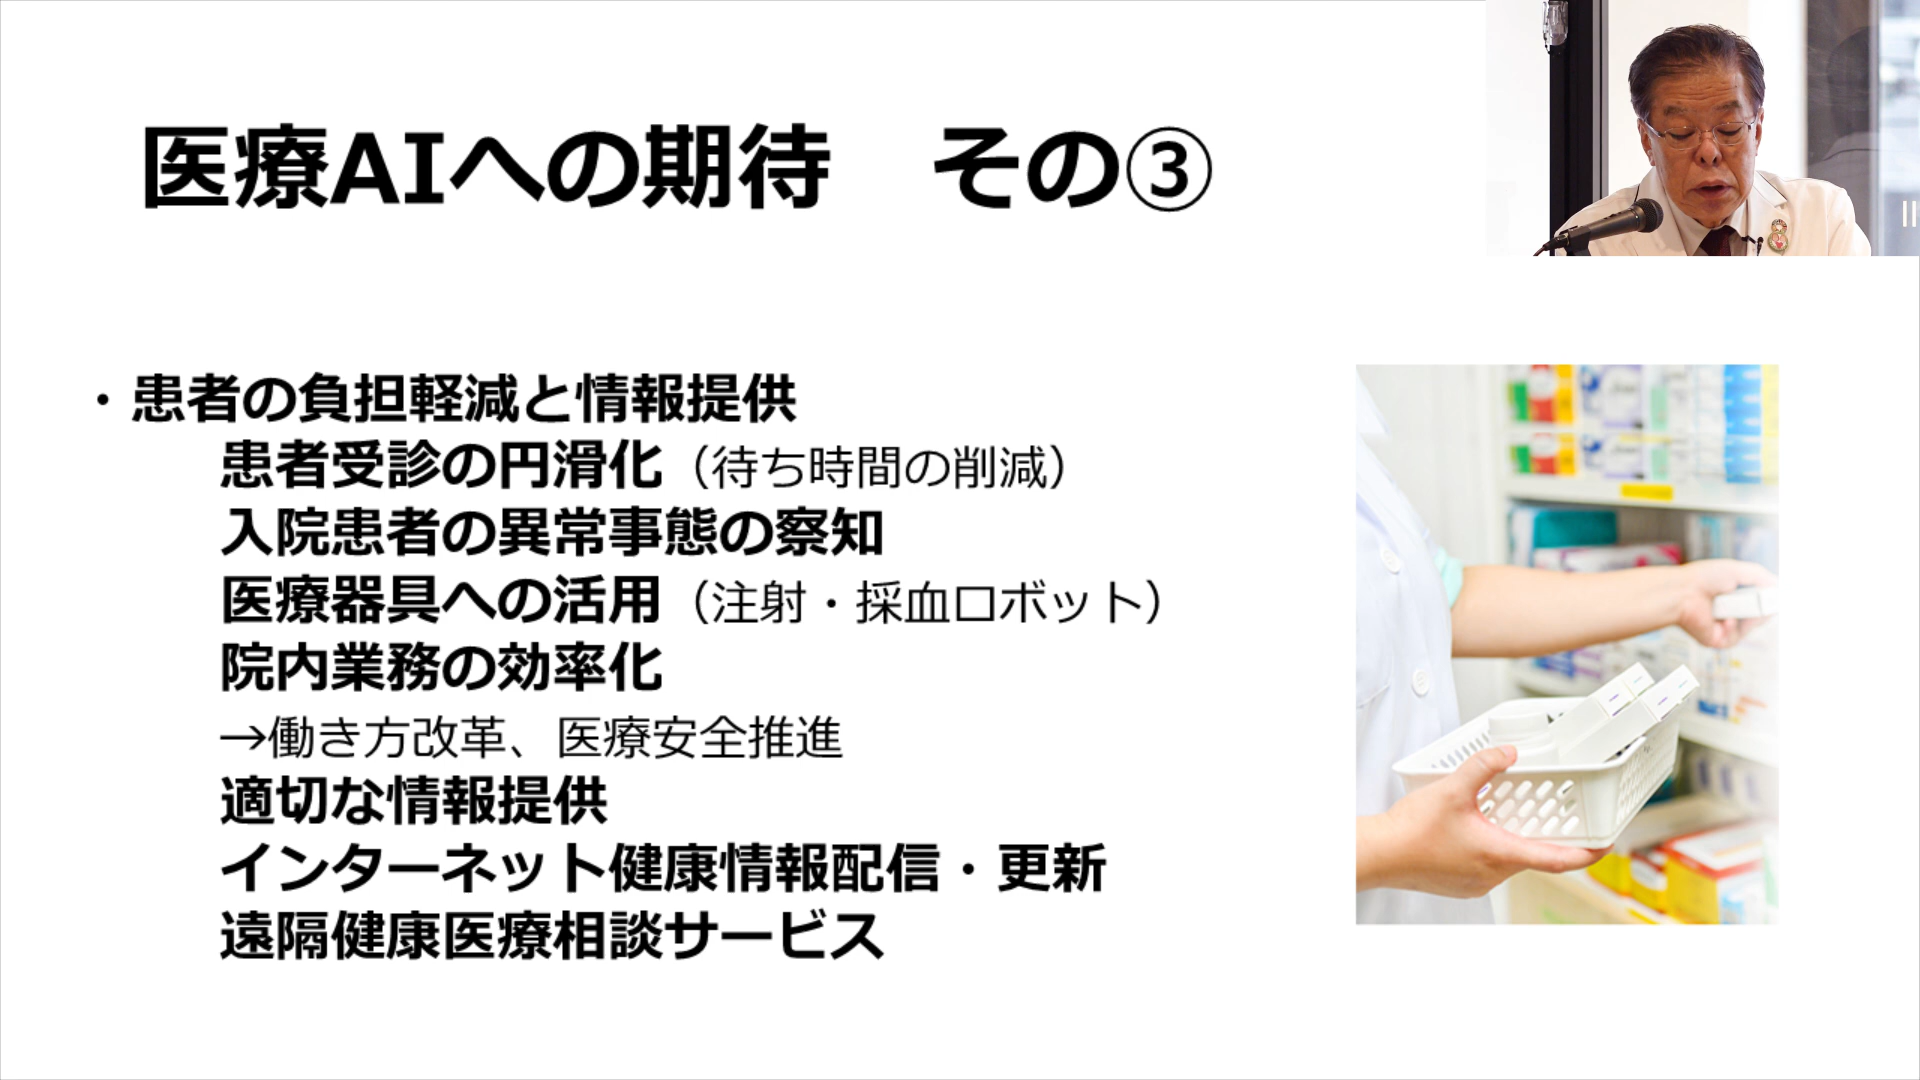 医療AIへの期待　その③
・患者の負担軽減と情報提供
患者受診の円滑化（待ち時間の削減）
入院患者の異常事態の察知
医療器具への活用（注射・採血ロボット）
院内業務の効率化
→働き方改革、医療安全推進
適切な情報提供
インターネット健康情報配信・更新
遠隔健康医療相談サービス